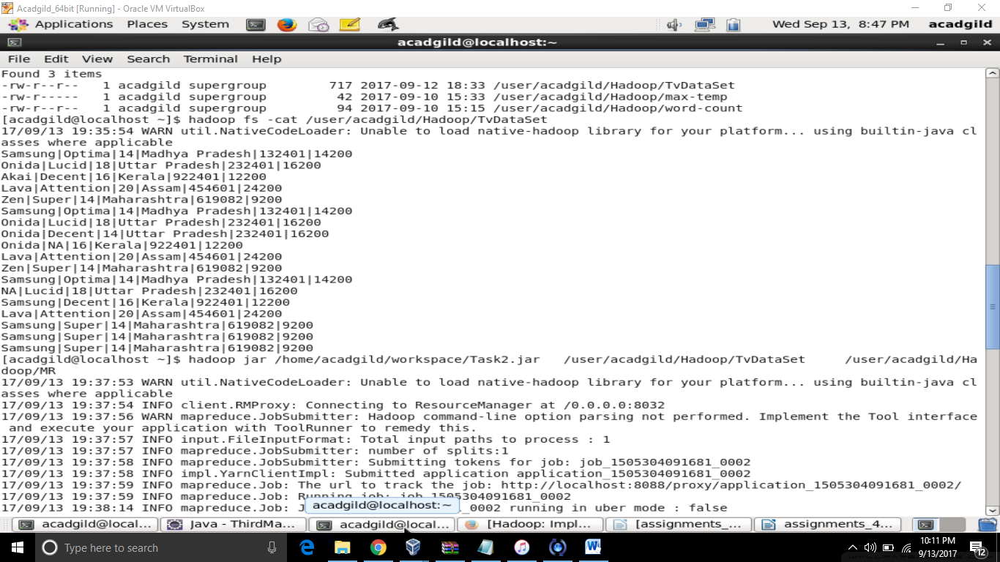 Acadgild_64bit [Running] - Oracle VM VirtualBox
Applications Places System Wed Sep 13, 8:47 PM acadgild
acadgild@localhost:~
File Edit View Search Terminal Help
Found 3 items
-rw-r--r-- 1 acadgild supergroup 717 2017-09-12 18:33 /user/acadgild/Hadoop/TvDataSet
-rw-r----- 1 acadgild supergroup 42 2017-09-10 15:33 /user/acadgild/Hadoop/max-temp
-rw-r--r-- 1 acadgild supergroup 94 2017-09-10 15:15 /user/acadgild/Hadoop/word-count
[acadgild@localhost ~]$ hadoop fs -cat /user/acadgild/Hadoop/TvDataSet
17/09/13 19:35:54 WARN util.NativeCodeLoader: Unable to load native-hadoop library for your platform... using builtin-java cl
asses where applicable
Samsung|Optima|14|Madhya Pradesh|132401|14200
Onida|Lucid|18|Uttar Pradesh|232401|16200
Akai|Decent|16|Kerala|922401|12200
Lava|Attention|20|Assam|454601|24200
Zen|Super|14|Maharashtra|619082|9200
Samsung|Optima|14|Madhya Pradesh|132401|14200
Onida|Lucid|18|Uttar Pradesh|232401|16200
Onida|Decent|14|Uttar Pradesh|232401|16200
Onida|NA|16|Kerala|922401|12200
Lava|Attention|20|Assam|454601|24200
Zen|Super|14|Maharashtra|619082|9200
Samsung|Optima|14|Madhya Pradesh|132401|14200
NA|Lucid|18|Uttar Pradesh|232401|16200
Samsung|Decent|16|Kerala|922401|12200
Lava|Attention|20|Assam|454601|24200
Samsung|Super|14|Maharashtra|619082|9200
Samsung|Super|14|Maharashtra|619082|9200
Samsung|Super|14|Maharashtra|619082|9200
[acadgild@localhost ~]$ hadoop jar /home/acadgild/workspace/Task2.jar /user/acadgild/Hadoop/TvDataSet /user/acadgild/Ha
doop/MR
17/09/13 19:37:53 WARN util.NativeCodeLoader: Unable to load native-hadoop library for your platform... using builtin-java cl
asses where applicable
17/09/13 19:37:54 INFO client.RMProxy: Connecting to ResourceManager at /0.0.0.0:8032
17/09/13 19:37:56 WARN mapreduce.JobSubmitter: Hadoop command-line option parsing not performed. Implement the Tool interface
and execute your application with ToolRunner to remedy this.
17/09/13 19:37:57 INFO input.FileInputFormat: Total input paths to process : 1
17/09/13 19:37:57 INFO mapreduce.JobSubmitter: number of splits:1
17/09/13 19:37:58 INFO mapreduce.JobSubmitter: Submitting tokens for job: job_1505304091681_0002
17/09/13 19:37:58 INFO impl.YarnClientImpl: Submitted application application_1505304091681_0002
17/09/13 19:37:59 INFO mapreduce.Job: The url to track the job: http://localhost:8088/proxy/application_1505304091681_0002/
17/09/13 19:37:59 INFO mapreduce.Job: Running job: job_1505304091681_0002
17/09/13 19:38:14 INFO mapreduce.Job: J _0002 running in uber mode : false
acadgild@localhost:~
acadgild@local... Java - ThirdMa... acadgild@local... [Hadoop: Impl... [assignments_... assignments_4...
Type here to search 10:11 PM
9/13/2017 12